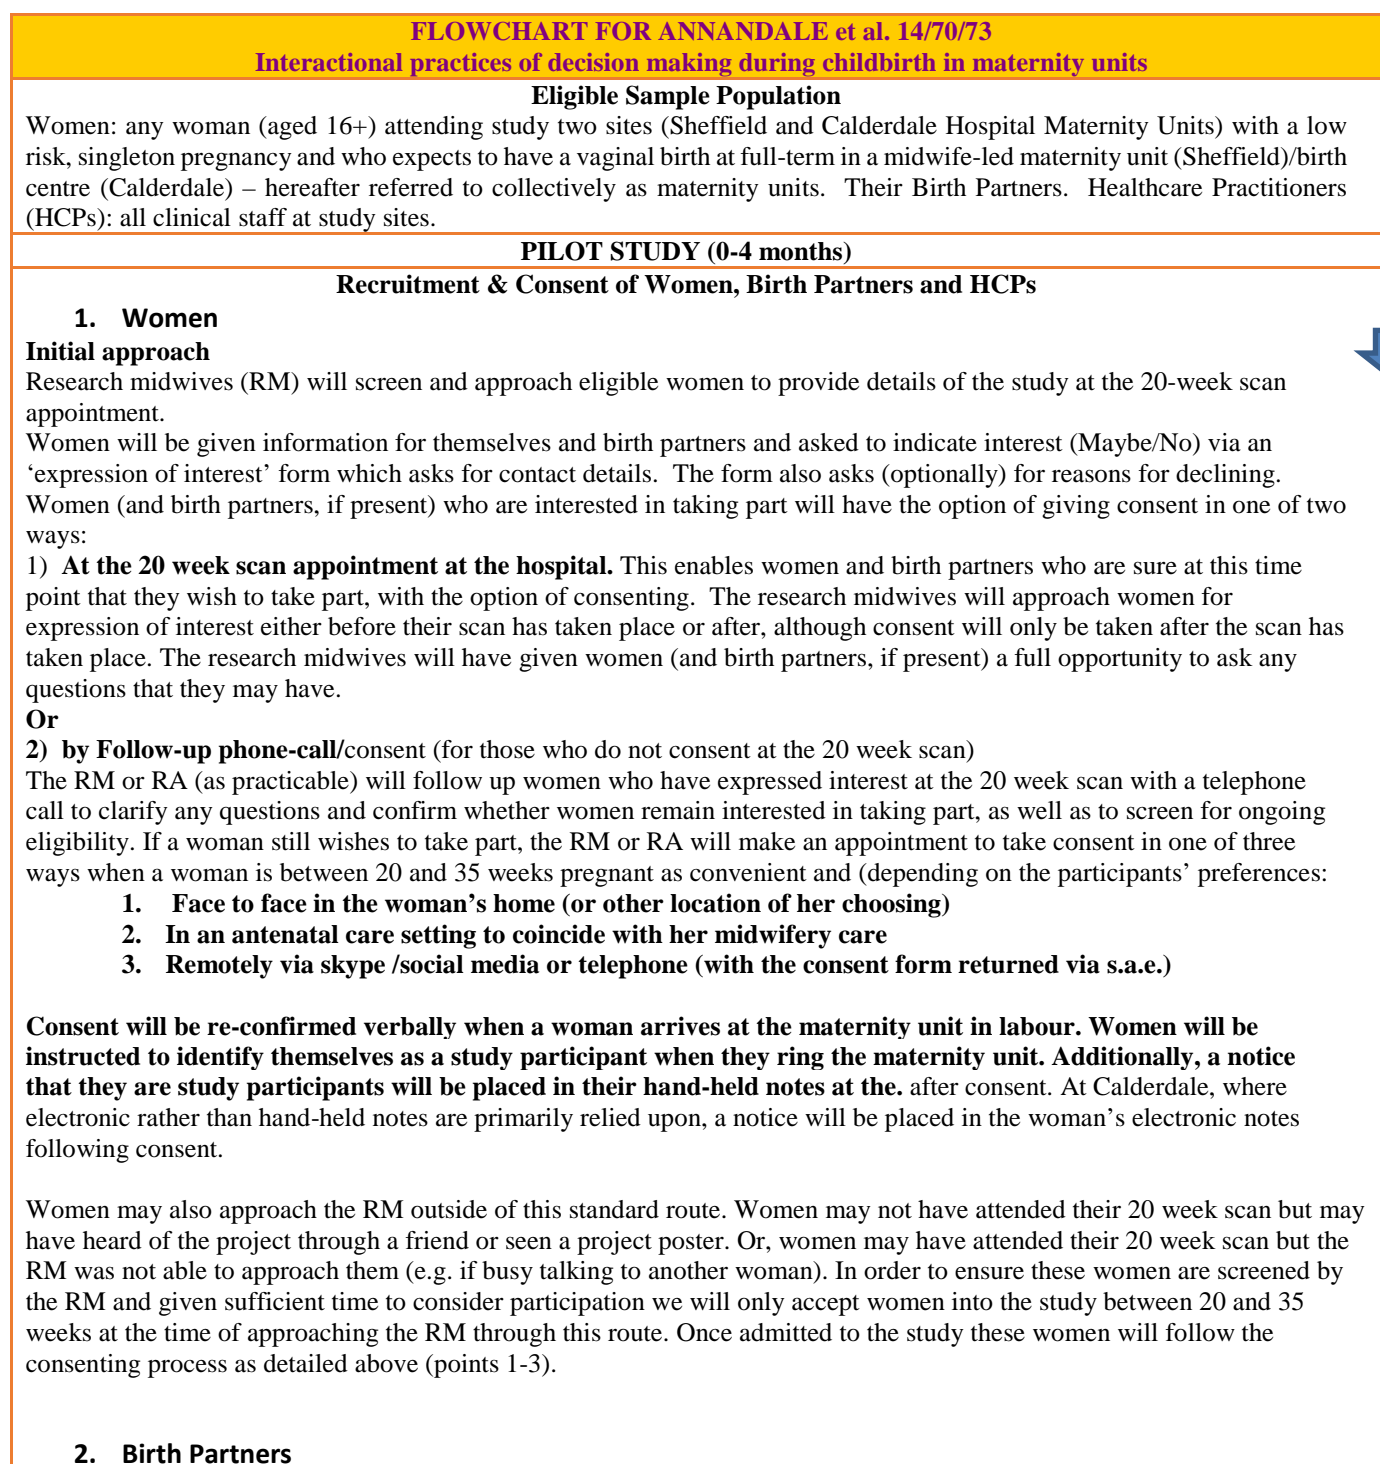 FLOWCHART FOR ANNANDALE et al. 14/70/73
Interactional practices of decision making during childbirth in maternity units
Eligible Sample Population
Women: any woman (aged 16+) attending study two sites (Sheffield and Calderdale Hospital Maternity Units) with a low
risk, singleton pregnancy and who expects to have a vaginal birth at full-term in a midwife-led maternity unit (Sheffield)/birth
centre (Calderdale) – hereafter referred to collectively as maternity units.  Their Birth Partners.  Healthcare Practitioners
(HCPs): all clinical staff at study sites.
PILOT STUDY (0-4 months)
Recruitment & Consent of Women, Birth Partners and HCPs
1. Women
Initial approach
Research midwives (RM) will screen and approach eligible women to provide details of the study at the 20-week scan
appointment.
Women will be given information for themselves and birth partners and asked to indicate interest (Maybe/No) via an
‘expression of interest’ form which asks for contact details.  The form also asks (optionally) for reasons for declining.
Women (and birth partners, if present) who are interested in taking part will have the option of giving consent in one of two
ways:
1) At the 20 week scan appointment at the hospital. This enables women and birth partners who are sure at this time
point that they wish to take part, with the option of consenting.  The research midwives will approach women for
expression of interest either before their scan has taken place or after, although consent will only be taken after the scan has
taken place. The research midwives will have given women (and birth partners, if present) a full opportunity to ask any
questions that they may have.
Or
2) by Follow-up phone-call/consent (for those who do not consent at the 20 week scan)
The RM or RA (as practicable) will follow up women who have expressed interest at the 20 week scan with a telephone
call to clarify any questions and confirm whether women remain interested in taking part, as well as to screen for ongoing
eligibility. If a woman still wishes to take part, the RM or RA will make an appointment to take consent in one of three
ways when a woman is between 20 and 35 weeks pregnant as convenient and (depending on the participants’ preferences:
1. Face to face in the woman’s home (or other location of her choosing)
2. In an antenatal care setting to coincide with her midwifery care
3. Remotely via skype /social media or telephone (with the consent form returned via s.a.e.)
Consent will be re-confirmed verbally when a woman arrives at the maternity unit in labour. Women will be
instructed to identify themselves as a study participant when they ring the maternity unit. Additionally, a notice
that they are study participants will be placed in their hand-held notes at the. after consent. At Calderdale, where
electronic rather than hand-held notes are primarily relied upon, a notice will be placed in the woman’s electronic notes
following consent.
Women may also approach the RM outside of this standard route. Women may not have attended their 20 week scan but may
have heard of the project through a friend or seen a project poster. Or, women may have attended their 20 week scan but the
RM was not able to approach them (e.g. if busy talking to another woman). In order to ensure these women are screened by
the RM and given sufficient time to consider participation we will only accept women into the study between 20 and 35
weeks at the time of approaching the RM through this route. Once admitted to the study these women will follow the
consenting process as detailed above (points 1-3).
2. Birth Partners